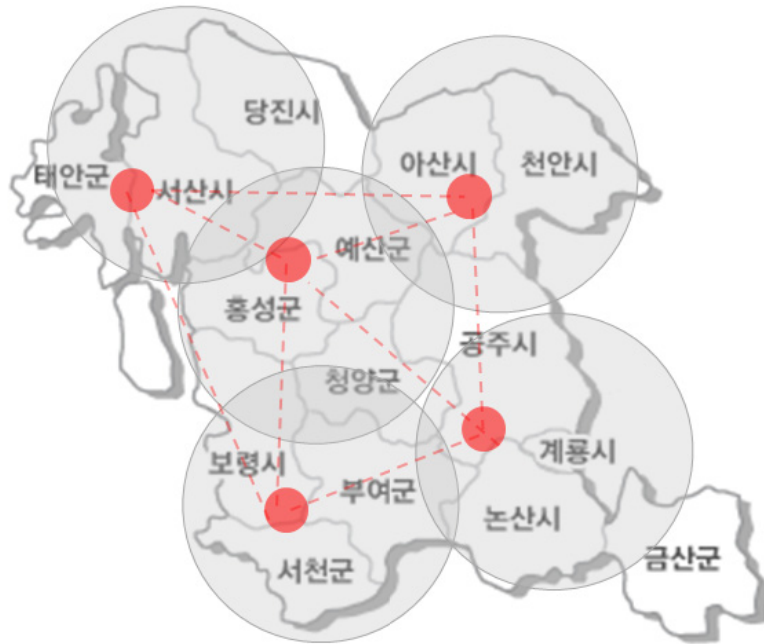 당진시
아산시
천안시
태안군
서산시
예산군
홍성군
공주시
청양군
계룡시
보령시
부여군
논산시
금산군
서천군